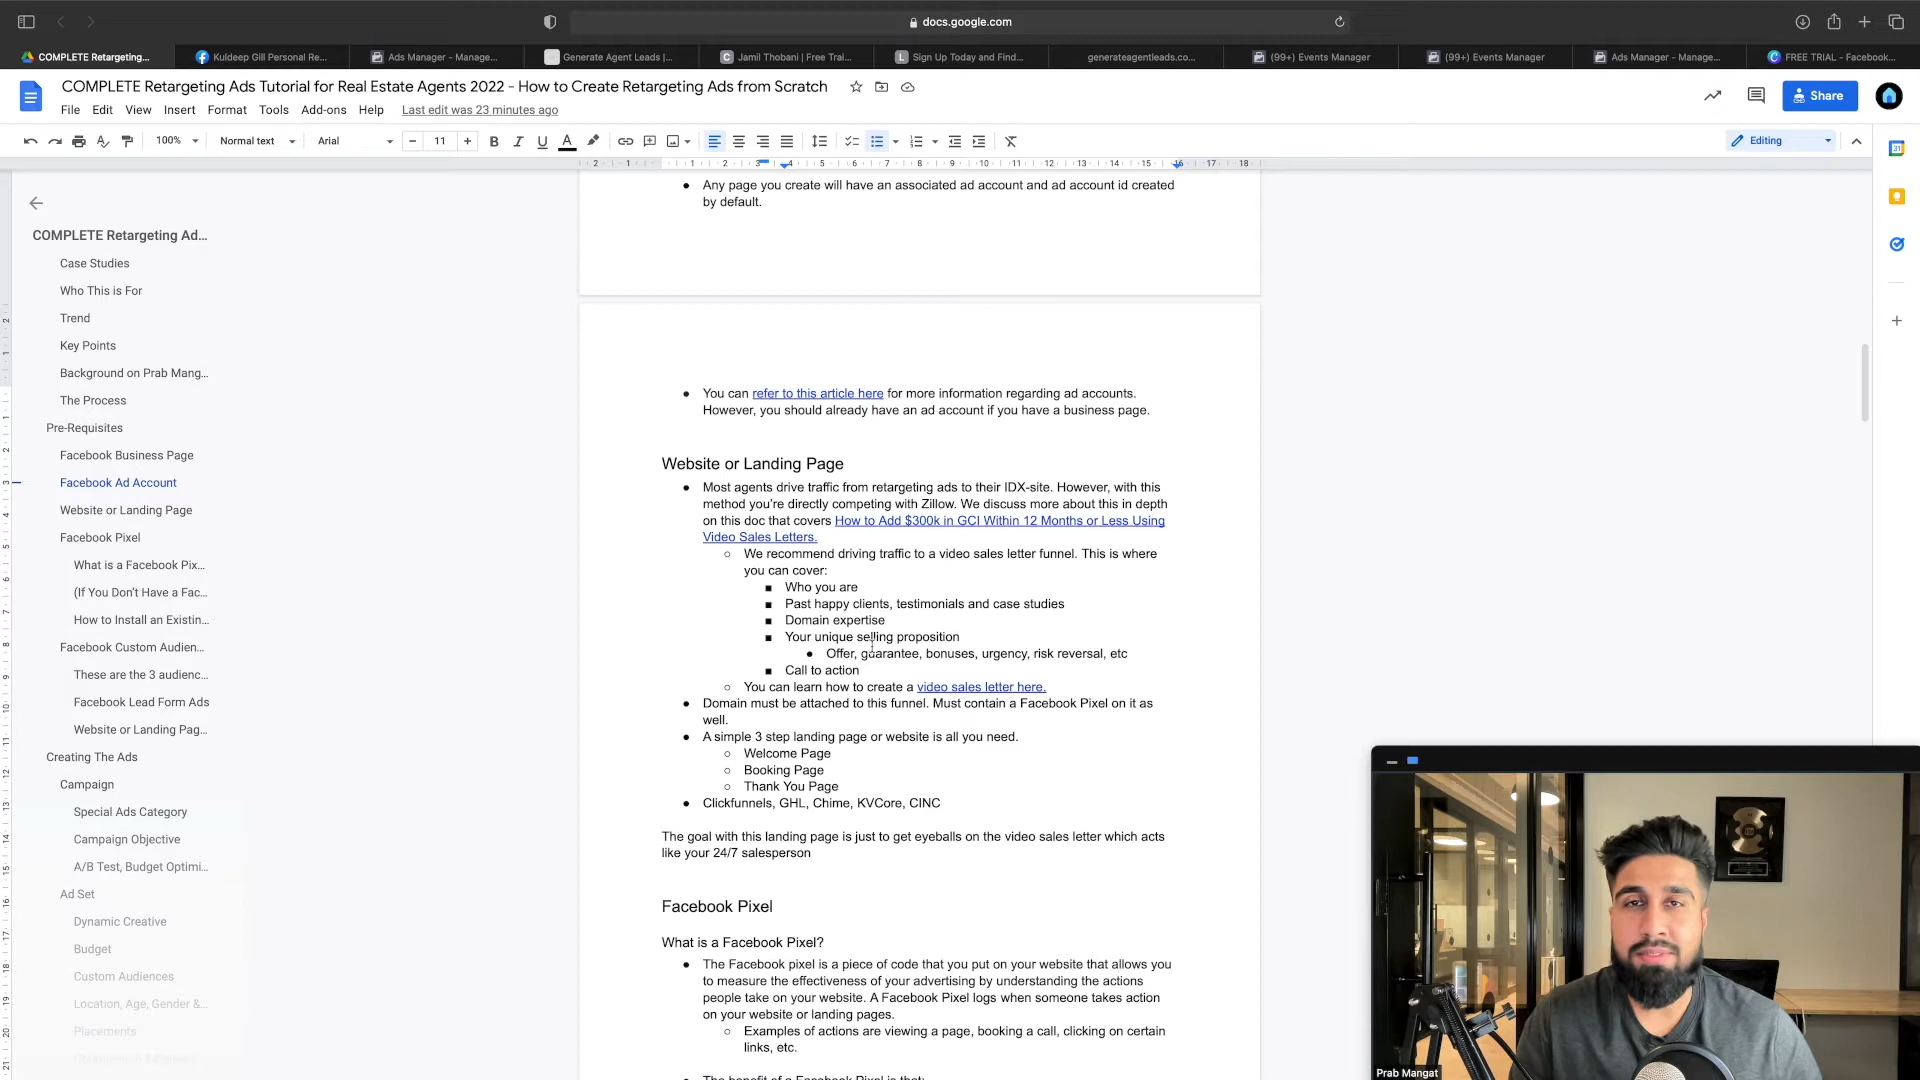 docs.google.com
COMPLETE Retargeting...
Kuldeep Gill Personal Re...
Ads Manager - Manage...
Generate Agent Leads |...
Jamil Thobani | Free Trai...
Sign Up Today and Find...
generateagentleads.co...
(99+) Events Manager
(99+) Events Manager
Ads Manager - Manage...
FREE TRIAL - Facebook...
COMPLETE Retargeting Ads Tutorial for Real Estate Agents 2022 - How to Create Retargeting Ads from Scratch
File Edit View Insert Format Tools Add-ons Help Last edit was 23 minutes ago
Share
100% Normal text Arial 11 Editing
COMPLETE Retargeting Ad...
Case Studies
Who This is For
Trend
Key Points
Background on Prab Mang...
The Process
Pre-Requisites
Facebook Business Page
Facebook Ad Account
Website or Landing Page
Facebook Pixel
What is a Facebook Pix...
(If You Don't Have a Fac...
How to Install an Existin...
Facebook Custom Audien...
These are the 3 audienc...
Facebook Lead Form Ads
Website or Landing Pag...
Creating The Ads
Campaign
Special Ads Category
Campaign Objective
A/B Test, Budget Optimi...
Ad Set
Dynamic Creative
Budget
Custom Audiences
Location, Age, Gender &...
Placements
● Any page you create will have an associated ad account and ad account id created
by default.
● You can refer to this article here for more information regarding ad accounts.
However, you should already have an ad account if you have a business page.
Website or Landing Page
● Most agents drive traffic from retargeting ads to their IDX-site. However, with this
method you're directly competing with Zillow. We discuss more about this in depth
on this doc that covers How to Add $300k in GCI Within 12 Months or Less Using
Video Sales Letters.
○ We recommend driving traffic to a video sales letter funnel. This is where
you can cover:
■ Who you are
■ Past happy clients, testimonials and case studies
■ Domain expertise
■ Your unique selling proposition
● Offer, guarantee, bonuses, urgency, risk reversal, etc
■ Call to action
○ You can learn how to create a video sales letter here.
● Domain must be attached to this funnel. Must contain a Facebook Pixel on it as
well.
● A simple 3 step landing page or website is all you need.
○ Welcome Page
○ Booking Page
○ Thank You Page
● Clickfunnels, GHL, Chime, KVCore, CINC
The goal with this landing page is just to get eyeballs on the video sales letter which acts
like your 24/7 salesperson
Facebook Pixel
What is a Facebook Pixel?
● The Facebook pixel is a piece of code that you put on your website that allows you
to measure the effectiveness of your advertising by understanding the actions
people take on your website. A Facebook Pixel logs when someone takes action
on your website or landing pages.
○ Examples of actions are viewing a page, booking a call, clicking on certain
links, etc.
● The benefit of a Facebook Pixel is that:
Prab Mangat